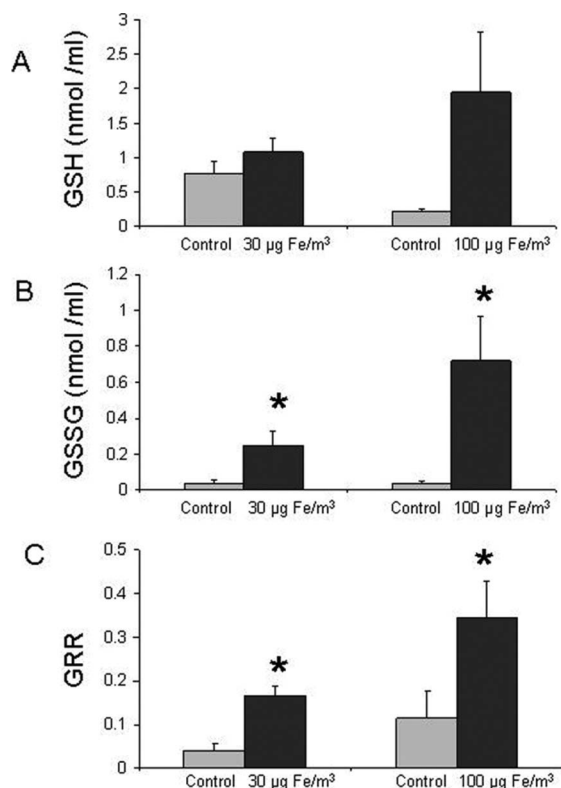 A
GSH (nmol /ml)
3
2.5
2
1.5
1
0.5
0
Control 30 µg Fe/m³ Control 100 µg Fe/m³
B
GSSG (nmol /ml)
1.2
1
0.8
0.6
0.4
0.2
0
*
*
Control 30 µg Fe/m³ Control 100 µg Fe/m³
C
GRR
0.5
0.4
0.3
0.2
0.1
0
*
*
Control 30 µg Fe/m³ Control 100 µg Fe/m³